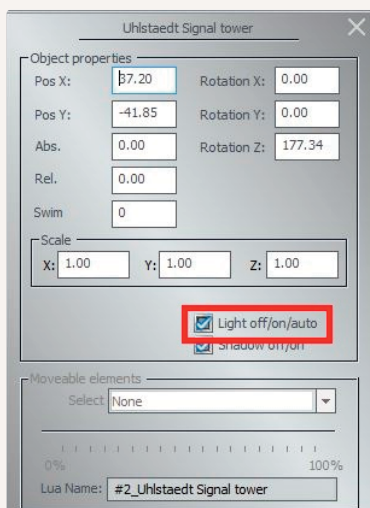 Uhlstaedt Signal tower
Object properties
Pos X: 37.20 Rotation X: 0.00
Pos Y: -41.85 Rotation Y: 0.00
Abs. 0.00 Rotation Z: 177.34
Rel. 0.00
Swim 0
Scale
X: 1.00 Y: 1.00 Z: 1.00
Light off/on/auto
Shadow off/on
Moveable elements
Select None
0% 100%
Lua Name: #2_Uhlstaedt Signal tower